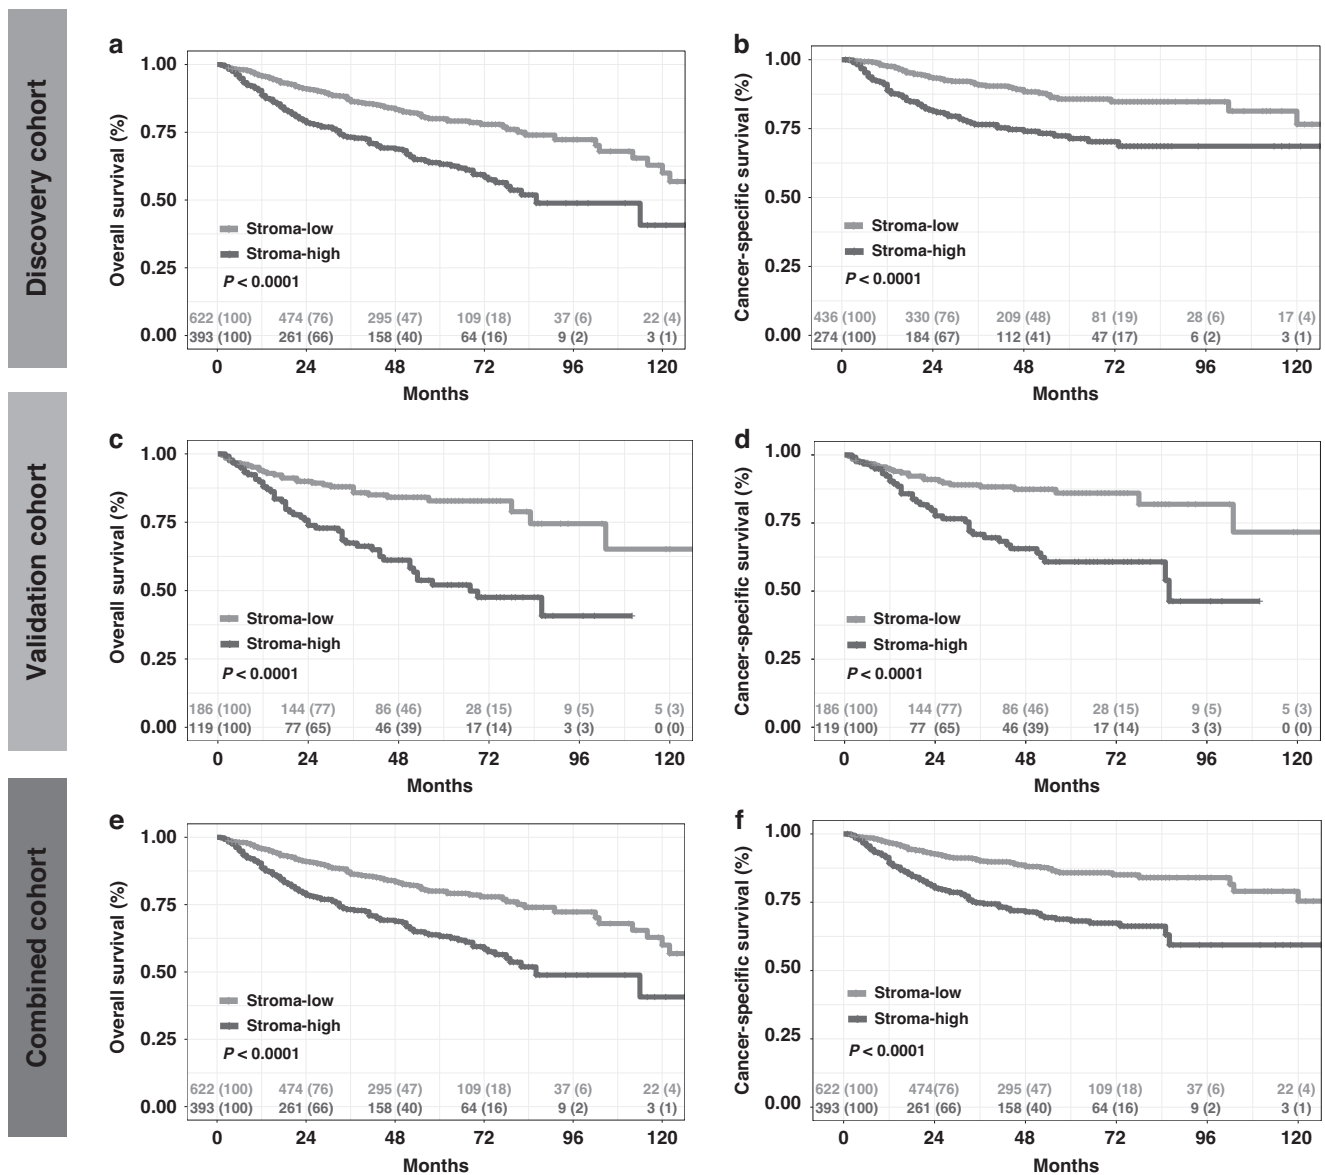 Discovery cohort
a
Overall survival (%)
1.00
0.75
0.50
0.25
0.00
Stroma-low
Stroma-high
P < 0.0001
622 (100) 474 (76) 295 (47) 109 (18) 37 (6) 22 (4)
393 (100) 261 (66) 158 (40) 64 (16) 9 (2) 3 (1)
0 24 48 72 96 120
Months
b
Cancer-specific survival (%)
1.00
0.75
0.50
0.25
0.00
Stroma-low
Stroma-high
P < 0.0001
436 (100) 330 (76) 209 (48) 81 (19) 28 (6) 17 (4)
274 (100) 184 (67) 112 (41) 47 (17) 6 (2) 3 (1)
0 24 48 72 96 120
Months
Validation cohort
c
Overall survival (%)
1.00
0.75
0.50
0.25
0.00
Stroma-low
Stroma-high
P < 0.0001
186 (100) 144 (77) 86 (46) 28 (15) 9 (5) 5 (3)
119 (100) 77 (65) 46 (39) 17 (14) 3 (3) 0 (0)
0 24 48 72 96 120
Months
d
Cancer-specific survival (%)
1.00
0.75
0.50
0.25
0.00
Stroma-low
Stroma-high
P < 0.0001
186 (100) 144 (77) 86 (46) 28 (15) 9 (5) 5 (3)
119 (100) 77 (65) 46 (39) 17 (14) 3 (3) 0 (0)
0 24 48 72 96 120
Months
Combined cohort
e
Overall survival (%)
1.00
0.75
0.50
0.25
0.00
Stroma-low
Stroma-high
P < 0.0001
622 (100) 474 (76) 295 (47) 109 (18) 37 (6) 22 (4)
393 (100) 261 (66) 158 (40) 64 (16) 9 (2) 3 (1)
0 24 48 72 96 120
Months
f
Cancer-specific survival (%)
1.00
0.75
0.50
0.25
0.00
Stroma-low
Stroma-high
P < 0.0001
622 (100) 474(76) 295 (47) 109 (18) 37 (6) 22 (4)
393 (100) 261 (66) 158 (40) 64 (16) 9 (2) 3 (1)
0 24 48 72 96 120
Months